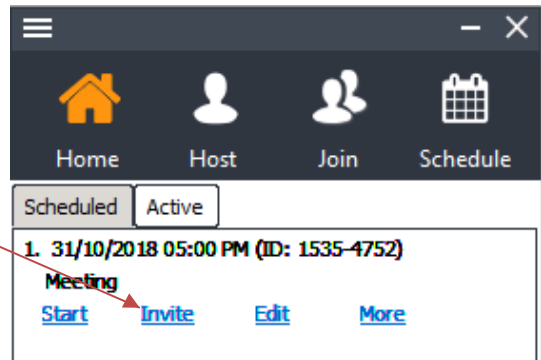 Home Host Join Schedule
Scheduled Active
1. 31/10/2018 05:00 PM (ID: 1535-4752)
Meeting
Start Invite Edit More